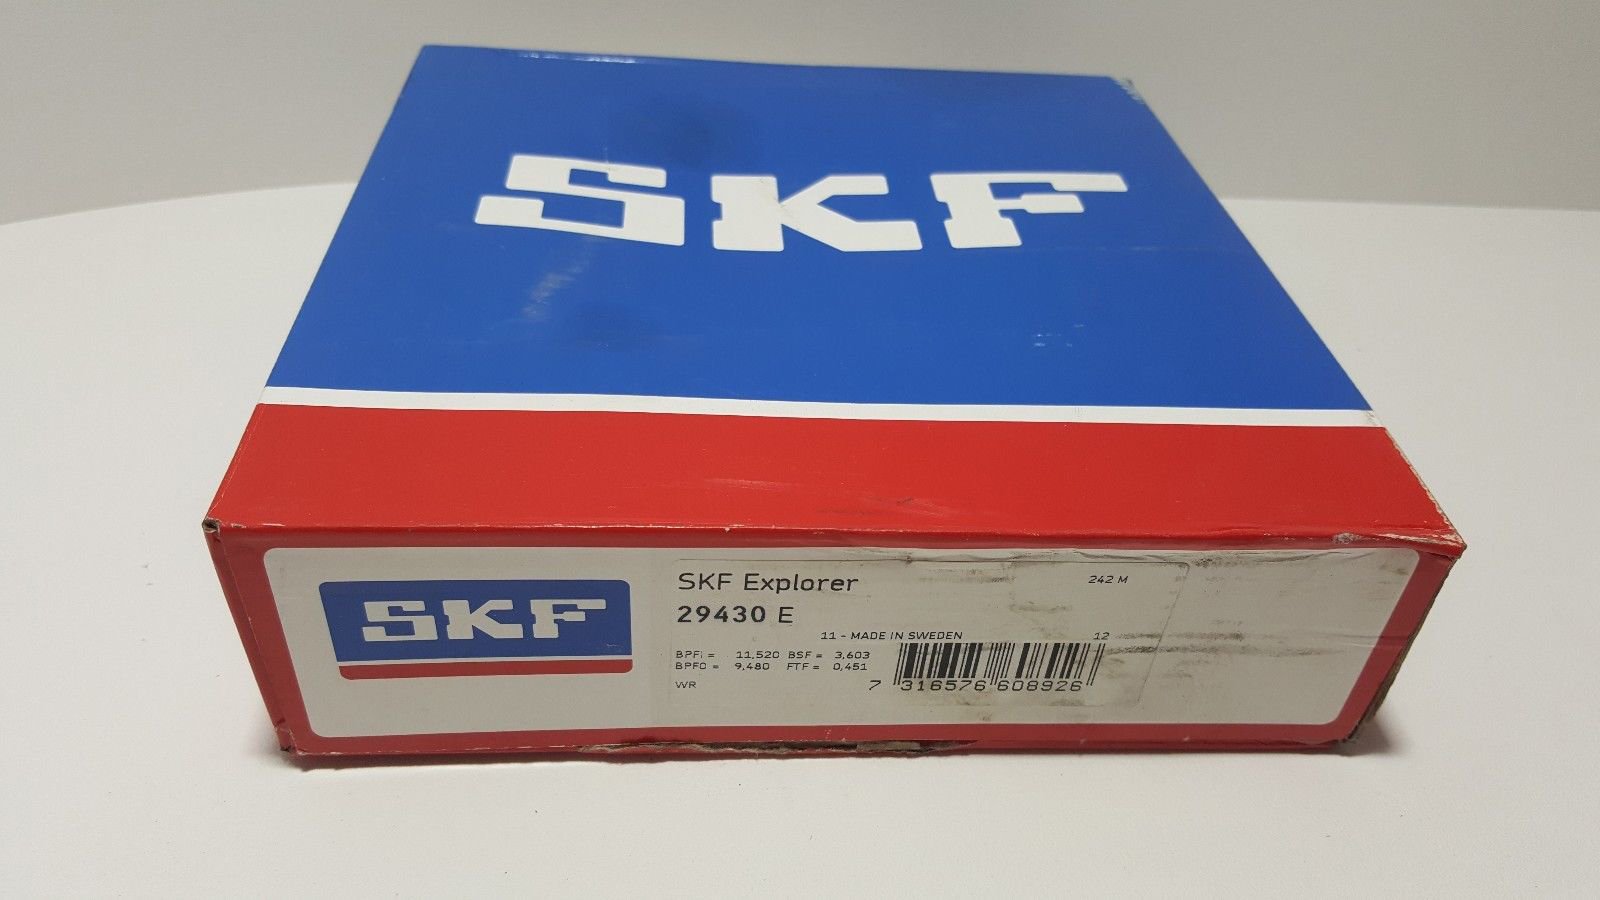 SKF
SKF
SKF Explorer
242 M
29430 E
11 - MADE IN SWEDEN
12
BPFI = 11,520 BSF = 3,603
BPFO = 9,480 FTF = 0,451
WR
7 316576 608926